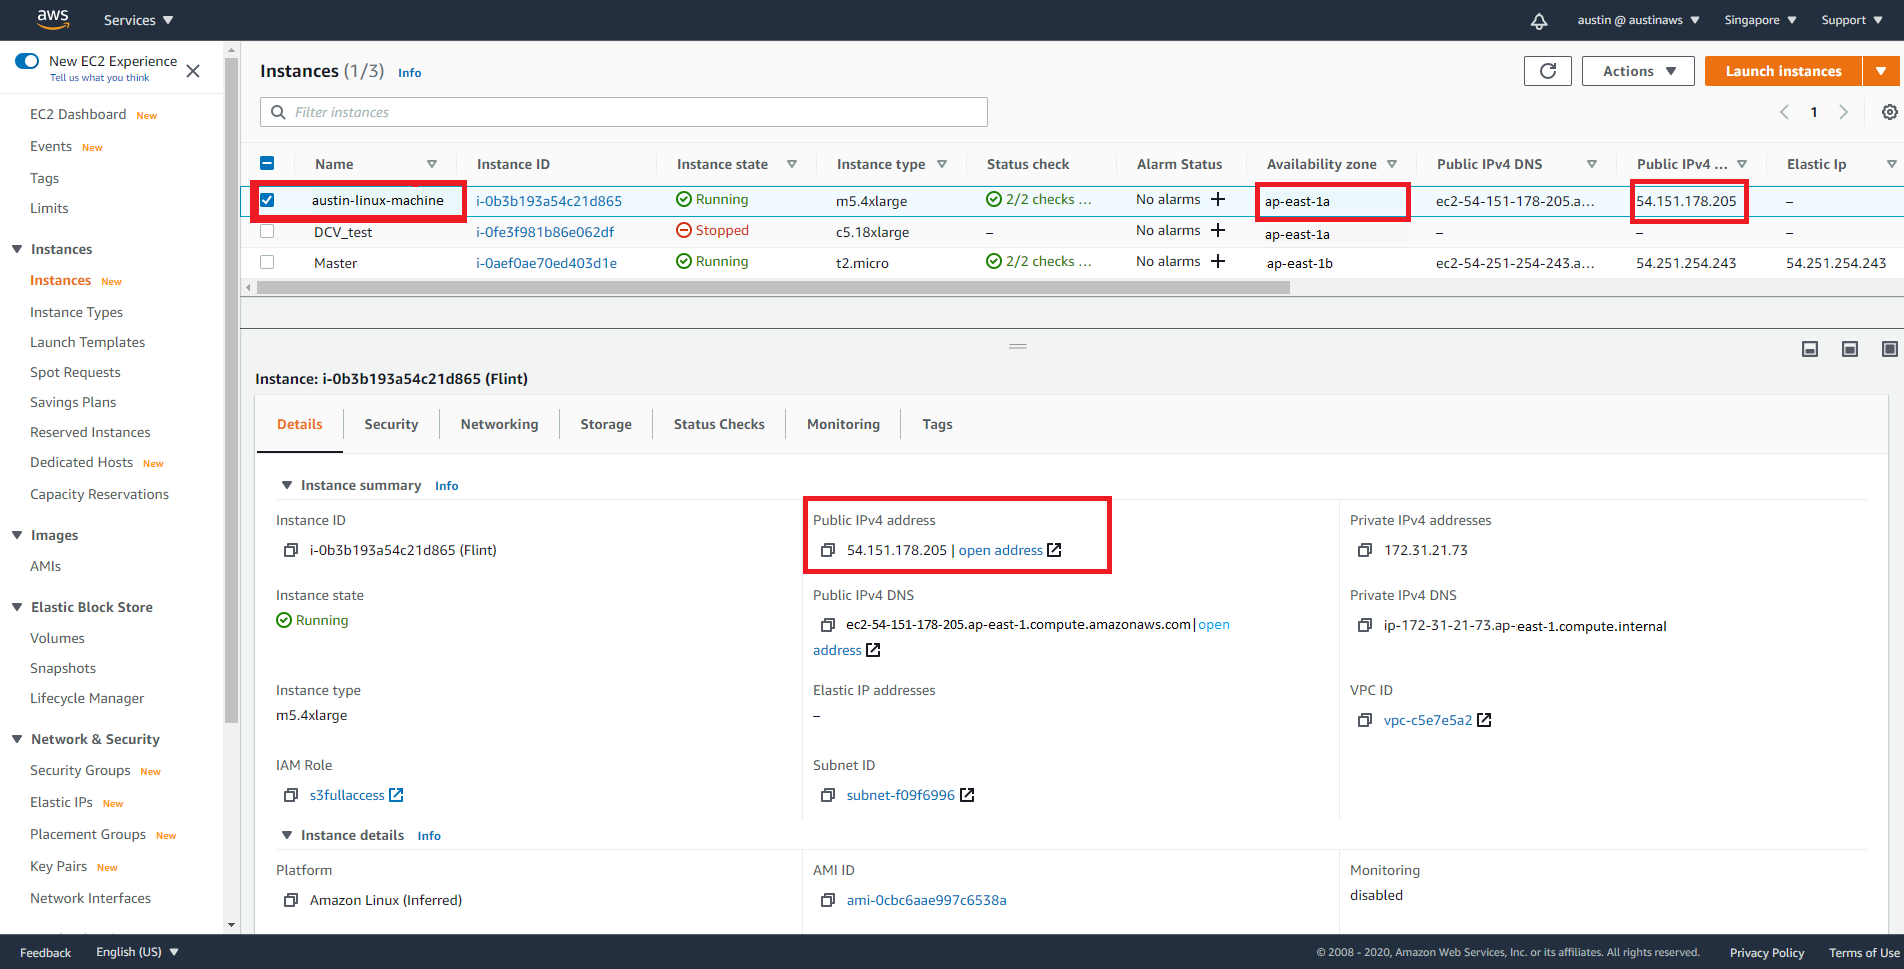 aws Services austin @ austinaws Singapore Support
New EC2 Experience
Tell us what you think
EC2 Dashboard New
Events New
Tags
Limits
Instances
Instances New
Instance Types
Launch Templates
Spot Requests
Savings Plans
Reserved Instances
Dedicated Hosts New
Capacity Reservations
Images
AMIs
Elastic Block Store
Volumes
Snapshots
Lifecycle Manager
Network & Security
Security Groups New
Elastic IPs New
Placement Groups New
Key Pairs New
Network Interfaces
Instances (1/3) Info Actions Launch instances
Filter instances 1
Name Instance ID Instance state Instance type Status check Alarm Status Availability zone Public IPv4 DNS Public IPv4 ... Elastic Ip
austin-linux-machine i-0b3b193a54c21d865 Running m5.4xlarge 2/2 checks ... No alarms + ap-east-1a ec2-54-151-178-205.a... 54.151.178.205 –
DCV_test i-0fe3f981b86e062df Stopped c5.18xlarge – No alarms + ap-east-1a – – –
Master i-0aef0ae70ed403d1e Running t2.micro 2/2 checks ... No alarms + ap-east-1b ec2-54-251-254-243.a... 54.251.254.243 54.251.254.243
Instance: i-0b3b193a54c21d865 (Flint)
Details Security Networking Storage Status Checks Monitoring Tags
Instance summary Info
Instance ID Public IPv4 address Private IPv4 addresses
i-0b3b193a54c21d865 (Flint) 54.151.178.205 | open address 172.31.21.73
Instance state Public IPv4 DNS Private IPv4 DNS
Running ec2-54-151-178-205.ap-east-1.compute.amazonaws.com|open ip-172-31-21-73.ap-east-1.compute.internal
address
Instance type Elastic IP addresses VPC ID
m5.4xlarge – vpc-c5e7e5a2
IAM Role Subnet ID
s3fullaccess subnet-f09f6996
Instance details Info
Platform AMI ID Monitoring
Amazon Linux (Inferred) ami-0cbc6aae997c6538a disabled
Feedback English (US) © 2008 - 2020, Amazon Web Services, Inc. or its affiliates. All rights reserved. Privacy Policy Terms of Use